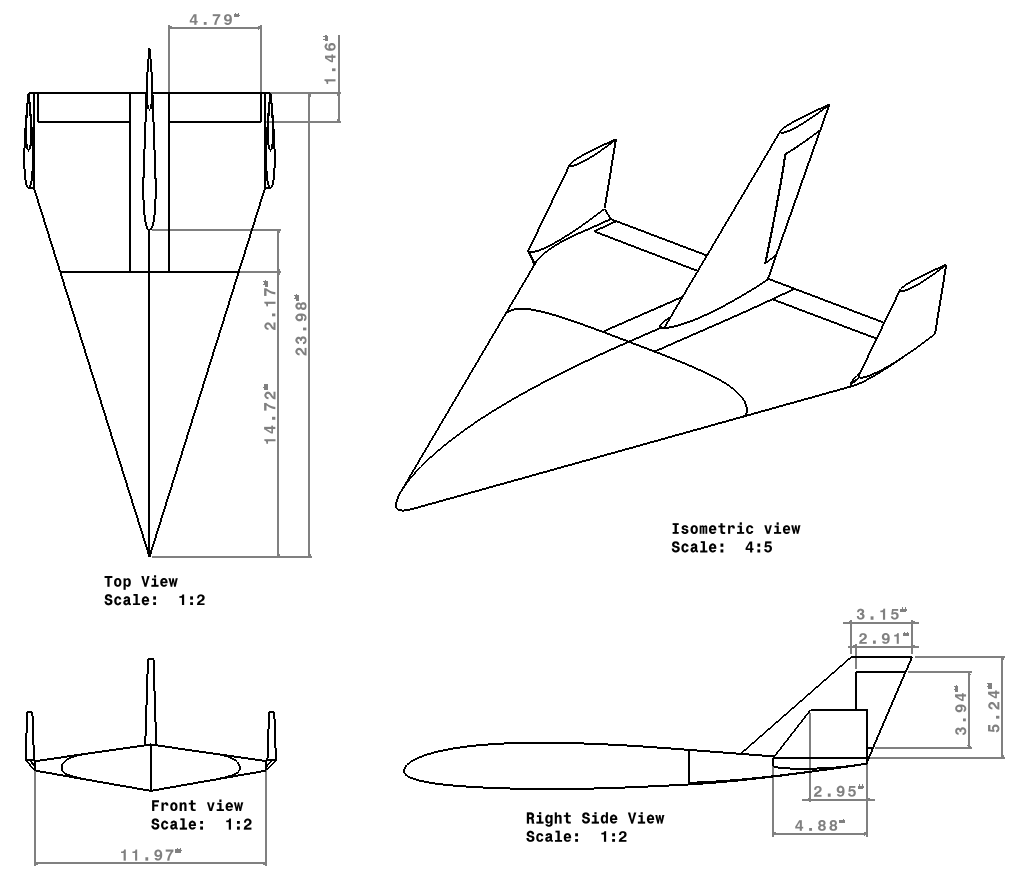 4.79"
1.46"
2.17"
23.98"
14.72"
Top View
Scale: 1:2
Isometric view
Scale: 4:5
Front view
Scale: 1:2
11.97"
3.15"
2.91"
3.94"
5.24"
2.95"
4.88"
Right Side View
Scale: 1:2